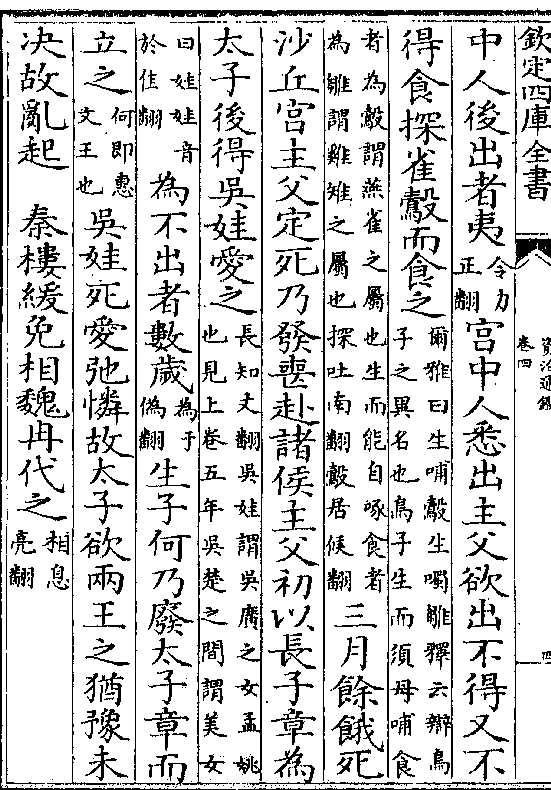 欽定四庫全書
資治通鑑
卷四
四
中人後出者夷令力正翻宮中人悉出主父欲出不得又不
得食探雀鷇而食之爾雅曰生哺鷇生噣雛釋云辯鳥子之異名也鳥子生而須母哺食
者為鷇謂燕雀之屬也生而能自啄食者為雛謂雞雉之屬也探吐南翻鷇居候翻三月餘餓死
沙丘宮主父定死乃發喪赴諸侯主父初以長子章為
太子後得吳娃愛之長知丈翻吳娃謂吳廣之女孟姚也見上卷五年吳楚之間謂美女
曰娃娃音於佳翻為不出者數歲為于偽翻生子何乃廢太子章而
立之何即惠文王也吳娃死愛弛憐故太子欲兩王之猶豫未
决故亂起 秦樓緩免相魏冉代之相息亮翻